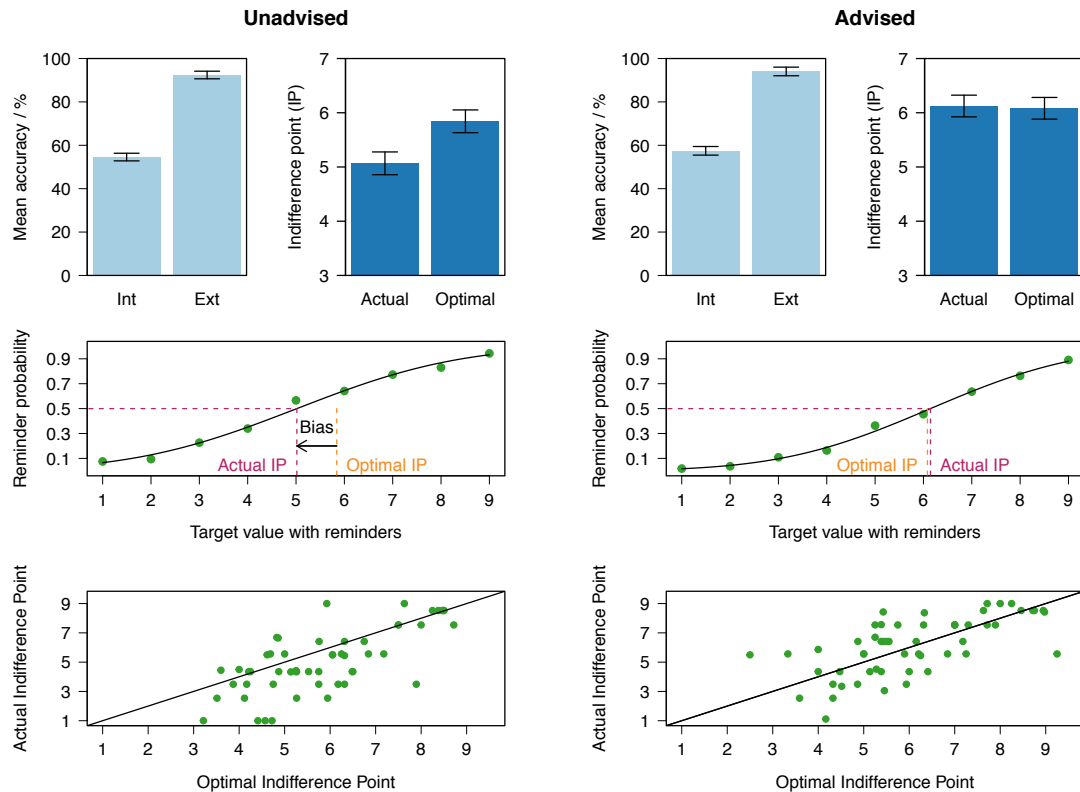 Unadvised
Mean accuracy / %
100
80
60
40
20
0
Int Ext
Indifference point (IP)
7
6
5
4
3
Actual Optimal
Reminder probability
0.9
0.7
0.5
0.3
0.1
Bias
Actual IP Optimal IP
1 2 3 4 5 6 7 8 9
Target value with reminders
Actual Indifference Point
9
7
5
3
1
1 2 3 4 5 6 7 8 9
Optimal Indifference Point
Advised
Mean accuracy / %
100
80
60
40
20
0
Int Ext
Indifference point (IP)
7
6
5
4
3
Actual Optimal
Reminder probability
0.9
0.7
0.5
0.3
0.1
Optimal IP Actual IP
1 2 3 4 5 6 7 8 9
Target value with reminders
Actual Indifference Point
9
7
5
3
1
1 2 3 4 5 6 7 8 9
Optimal Indifference Point